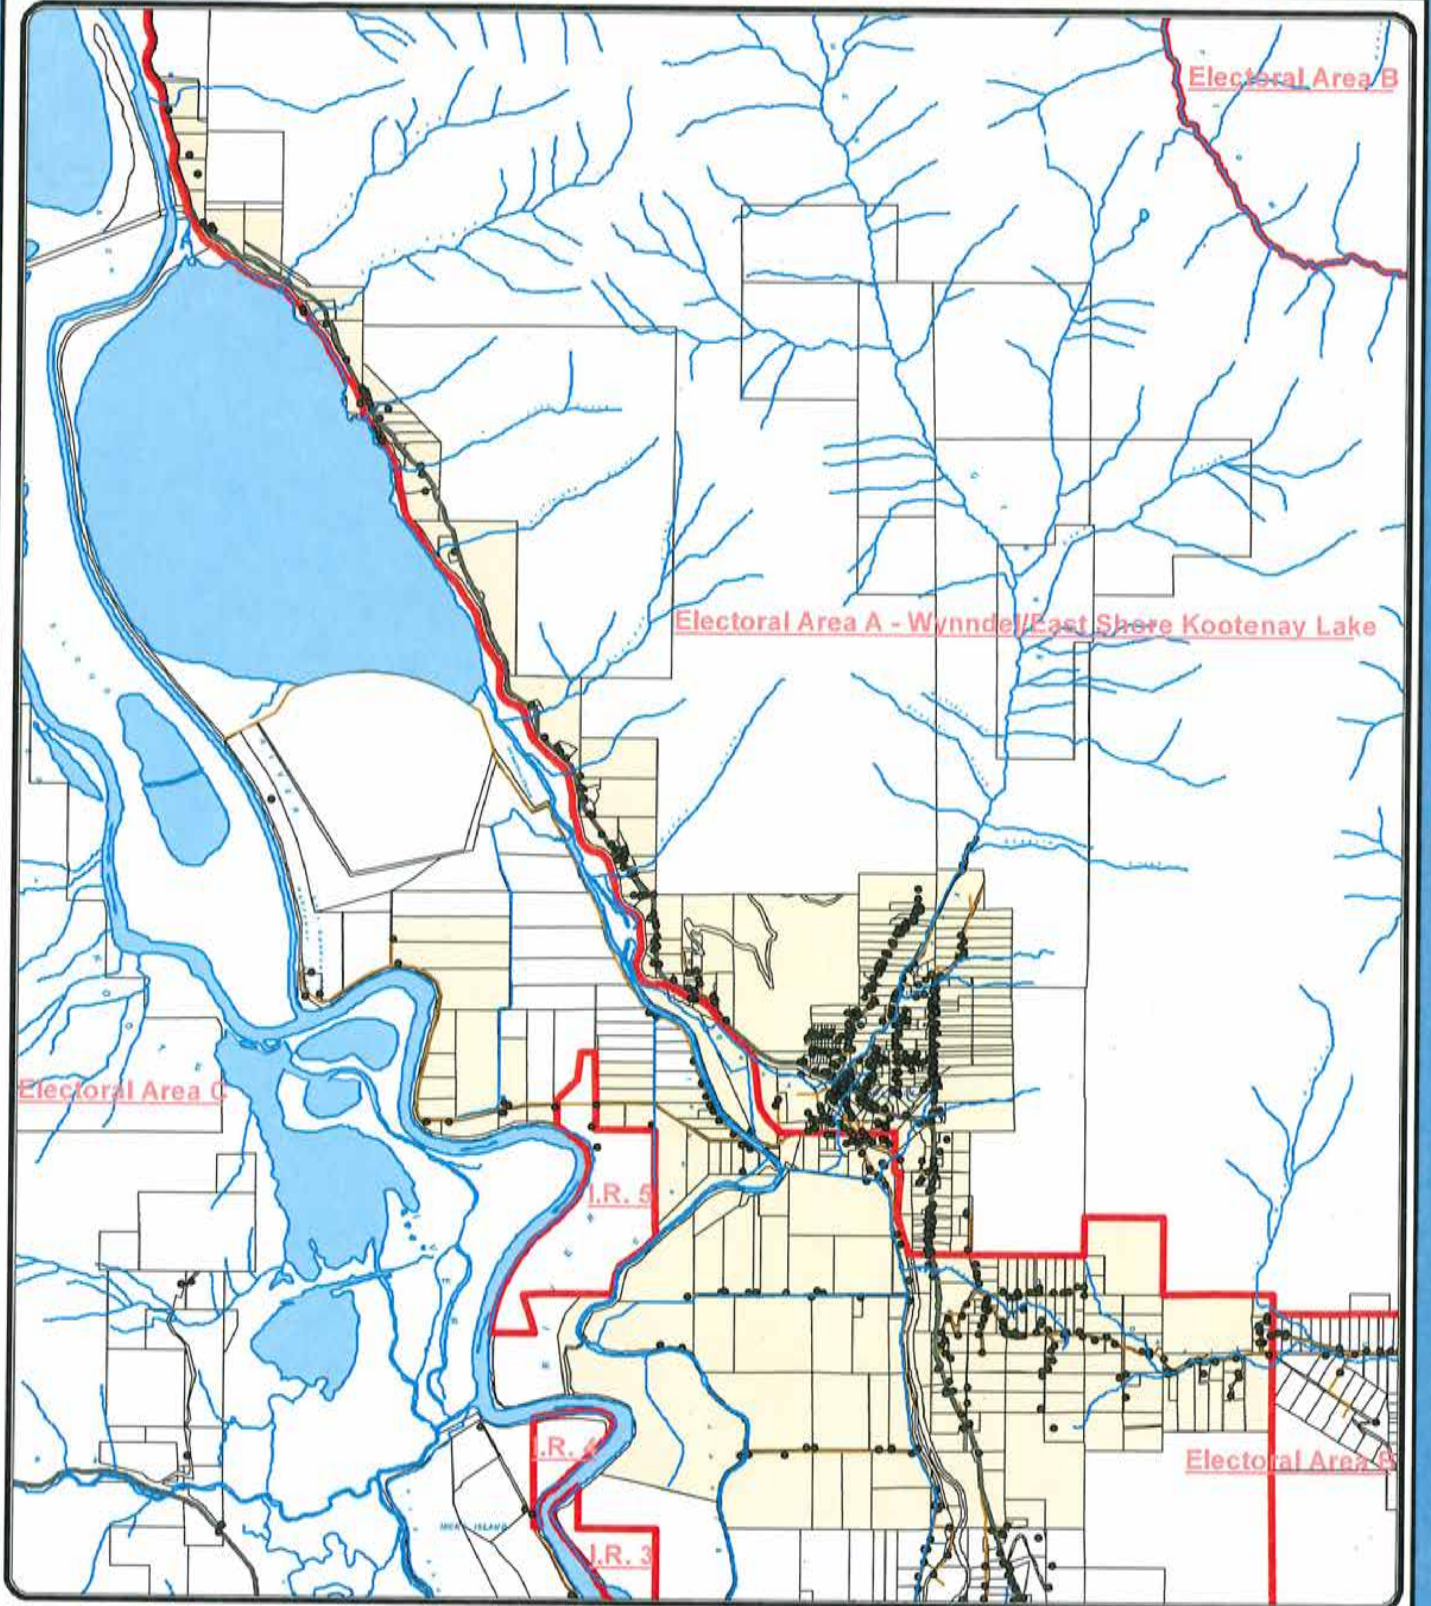 Electoral Area B
Electoral Area A - Wynndel/East Shore Kootenay Lake
Electoral Area C
I.R. 5
I.R. 4
Electoral Area B
I.R. 3